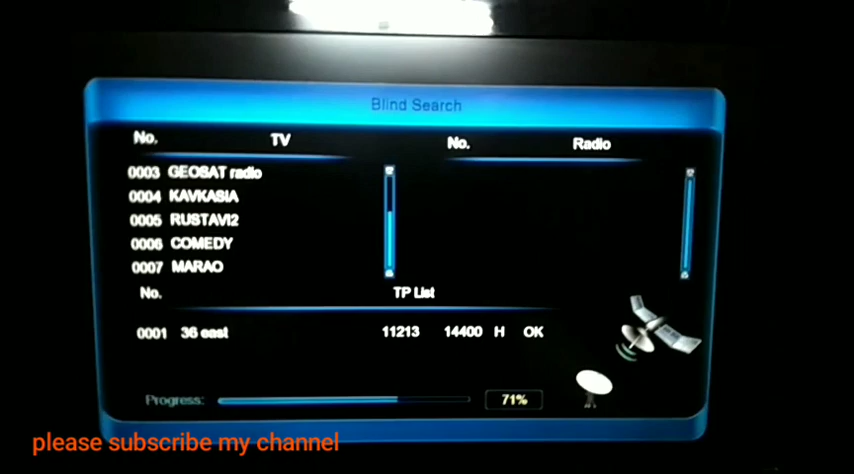 Blind Search
No. TV No. Radio
0003 GEOSAT radio
0004 KAVKASIA
0005 RUSTAVI2
0006 COMEDY
0007 MARAO
No. TP List
0001 36 east 11213 14400 H OK
Progress: 71%
please subscribe my channel